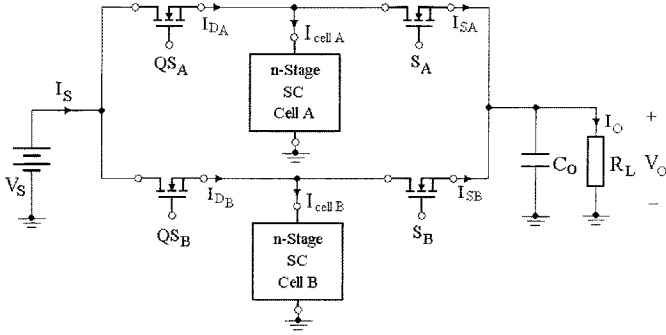 I_DA
I_SA
I_cell A
QS_A
S_A
n-Stage
SC
Cell A
I_S
V_S
I_O
+
C_O
R_L
V_O
−
I_DB
I_SB
I_cell B
QS_B
S_B
n-Stage
SC
Cell B